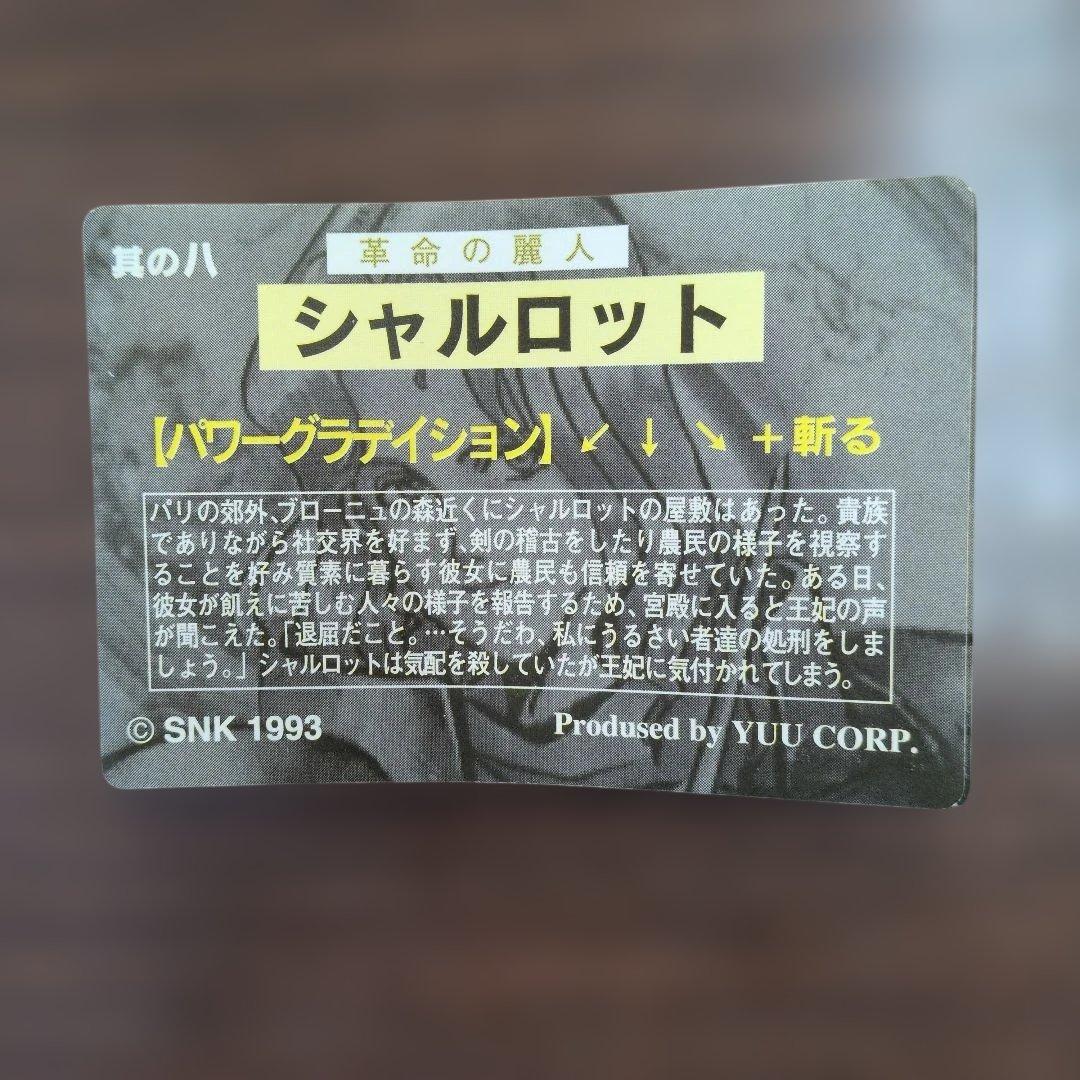 其の八
革命の麗人
シャルロット
【パワーグラデイション】↙ ↓ ↘ ＋斬る
パリの郊外、ブローニュの森近くにシャルロットの屋敷はあった。貴族
でありながら社交界を好まず、剣の稽古をしたり農民の様子を視察す
ることを好み質素に暮らす彼女に農民も信頼を寄せていた。ある日、
彼女が飢えに苦しむ人々の様子を報告するため、宮殿に入ると王妃の声
が聞こえた。「退屈だこと。…そうだわ、私にうるさい者達の処刑をしま
しょう。」シャルロットは気配を殺していたが王妃に気付かれてしまう。
© SNK 1993
Prodused by YUU CORP.